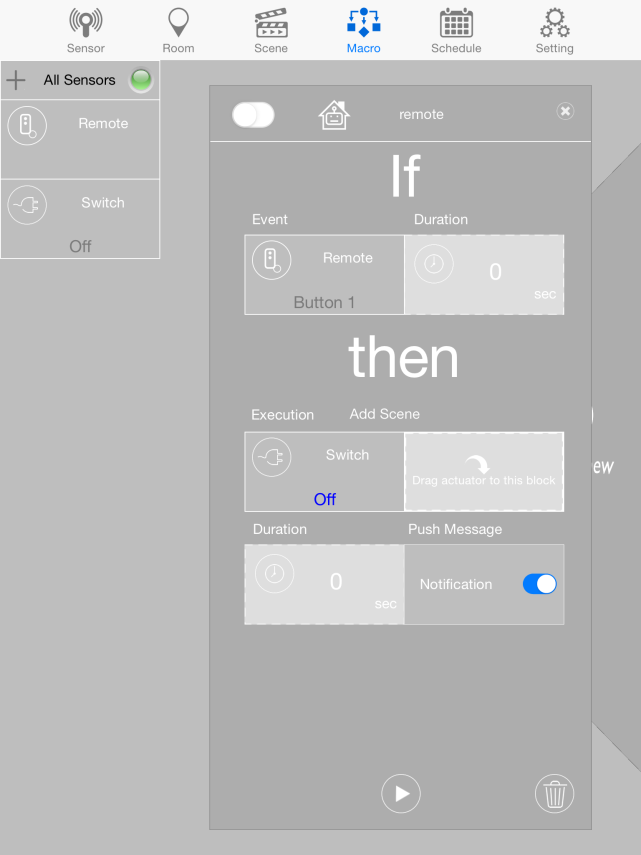 Sensor Room Scene Macro Schedule Setting
All Sensors
Remote
Switch
Off
remote
If
Event Duration
Remote
Button 1
0
sec
then
Execution Add Scene
Switch
Off
Drag actuator to this block
Duration Push Message
0
sec
Notification
ew